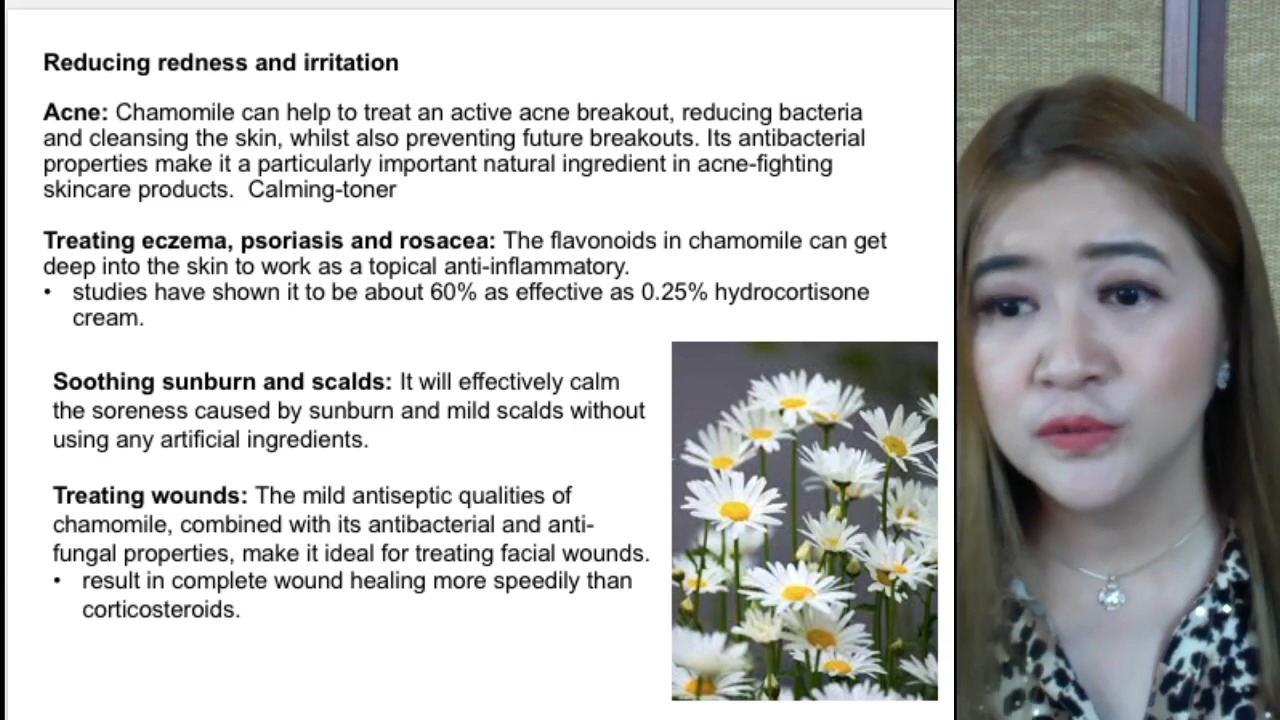 Reducing redness and irritation
Acne: Chamomile can help to treat an active acne breakout, reducing bacteria
and cleansing the skin, whilst also preventing future breakouts. Its antibacterial
properties make it a particularly important natural ingredient in acne-fighting
skincare products.  Calming-toner
Treating eczema, psoriasis and rosacea: The flavonoids in chamomile can get
deep into the skin to work as a topical anti-inflammatory.
• studies have shown it to be about 60% as effective as 0.25% hydrocortisone
cream.
Soothing sunburn and scalds: It will effectively calm
the soreness caused by sunburn and mild scalds without
using any artificial ingredients.
Treating wounds: The mild antiseptic qualities of
chamomile, combined with its antibacterial and anti-
fungal properties, make it ideal for treating facial wounds.
• result in complete wound healing more speedily than
corticosteroids.